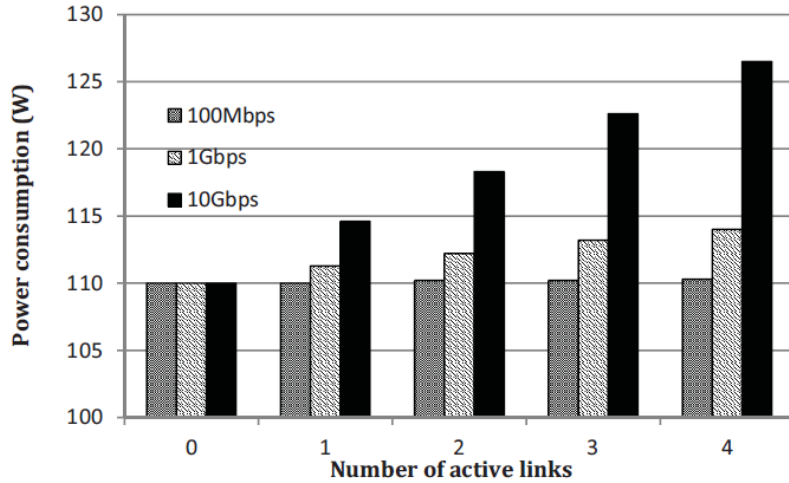 Power consumption (W)
130
125
120
115
110
105
100
100Mbps
1Gbps
10Gbps
0 1 2 3 4
Number of active links